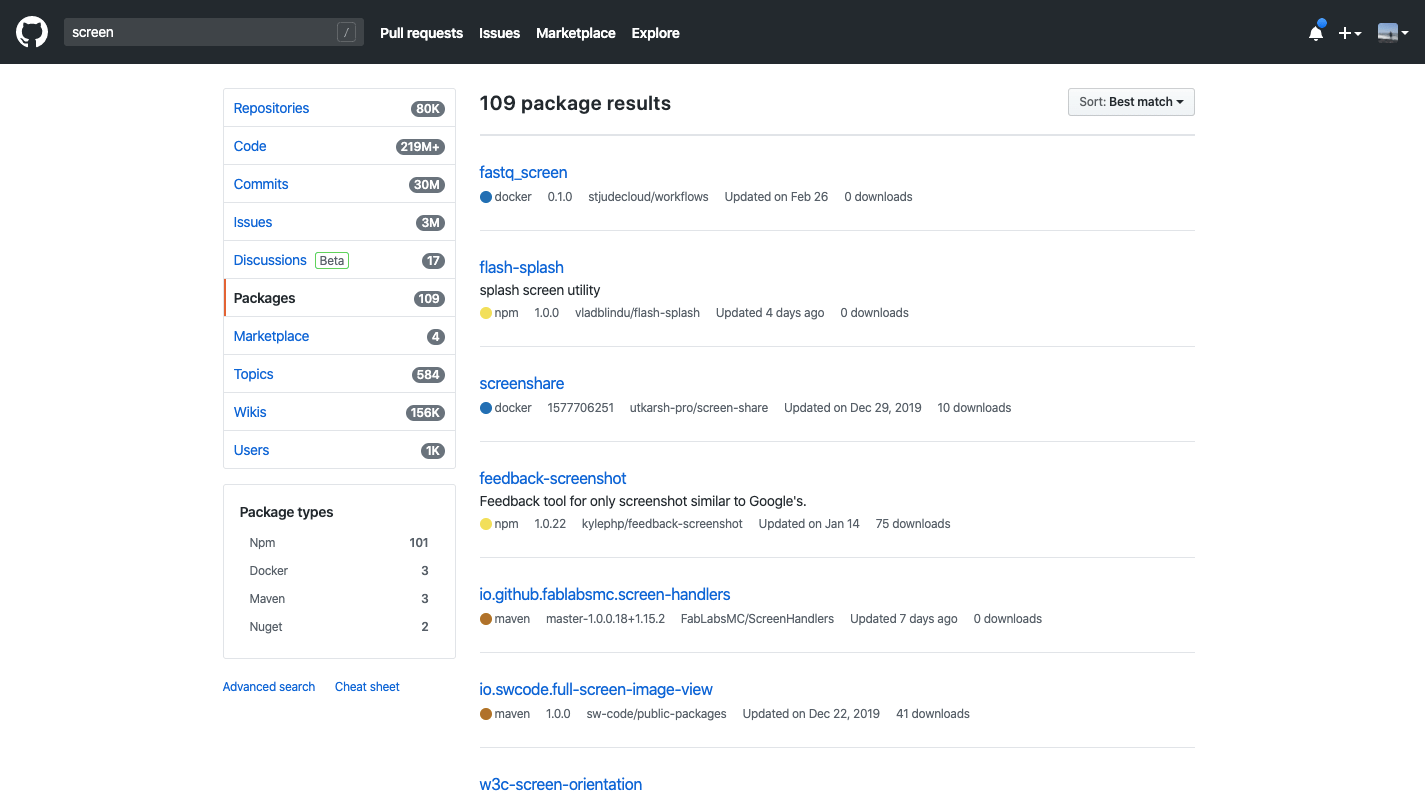 screen / Pull requests Issues Marketplace Explore
Repositories 80K
Code 219M+
Commits 30M
Issues 3M
Discussions Beta 17
Packages 109
Marketplace 4
Topics 584
Wikis 156K
Users 1K
Package types
Npm 101
Docker 3
Maven 3
Nuget 2
Advanced search Cheat sheet
109 package results
Sort: Best match
fastq_screen
docker 0.1.0 stjudecloud/workflows Updated on Feb 26 0 downloads
flash-splash
splash screen utility
npm 1.0.0 vladblindu/flash-splash Updated 4 days ago 0 downloads
screenshare
docker 1577706251 utkarsh-pro/screen-share Updated on Dec 29, 2019 10 downloads
feedback-screenshot
Feedback tool for only screenshot similar to Google's.
npm 1.0.22 kylephp/feedback-screenshot Updated on Jan 14 75 downloads
io.github.fablabsmc.screen-handlers
maven master-1.0.0.18+1.15.2 FabLabsMC/ScreenHandlers Updated 7 days ago 0 downloads
io.swcode.full-screen-image-view
maven 1.0.0 sw-code/public-packages Updated on Dec 22, 2019 41 downloads
w3c-screen-orientation